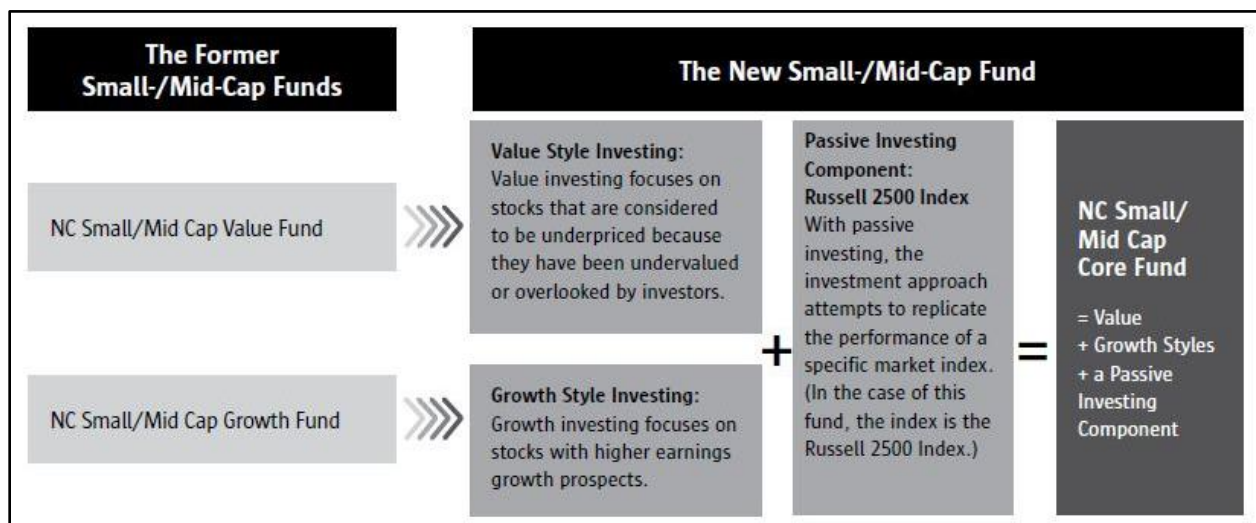 The Former
Small-/Mid-Cap Funds
The New Small-/Mid-Cap Fund
NC Small/Mid Cap Value Fund
Value Style Investing:
Value investing focuses on
stocks that are considered
to be underpriced because
they have been undervalued
or overlooked by investors.
NC Small/Mid Cap Growth Fund
Growth Style Investing:
Growth investing focuses on
stocks with higher earnings
growth prospects.
+
Passive Investing
Component:
Russell 2500 Index
With passive
investing, the
investment approach
attempts to replicate
the performance of a
specific market index.
(In the case of this
fund, the index is the
Russell 2500 Index.)
=
NC Small/
Mid Cap
Core Fund
= Value
+ Growth Styles
+ a Passive
Investing
Component